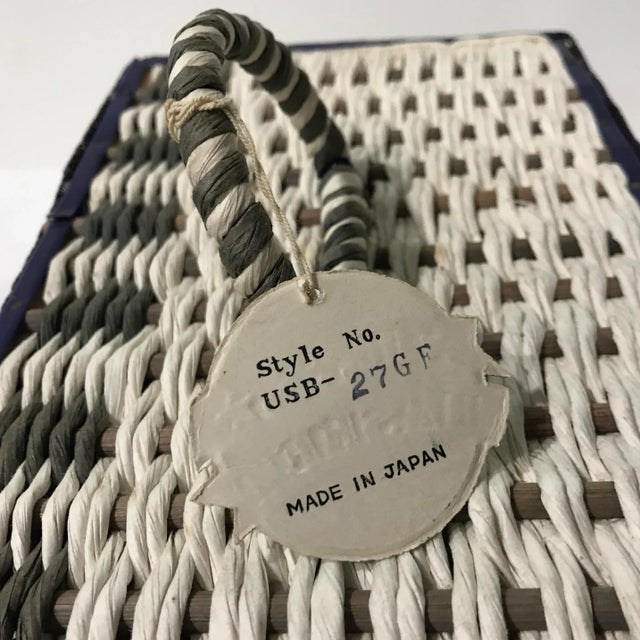 Style No.
USB- 27GF
MADE IN JAPAN